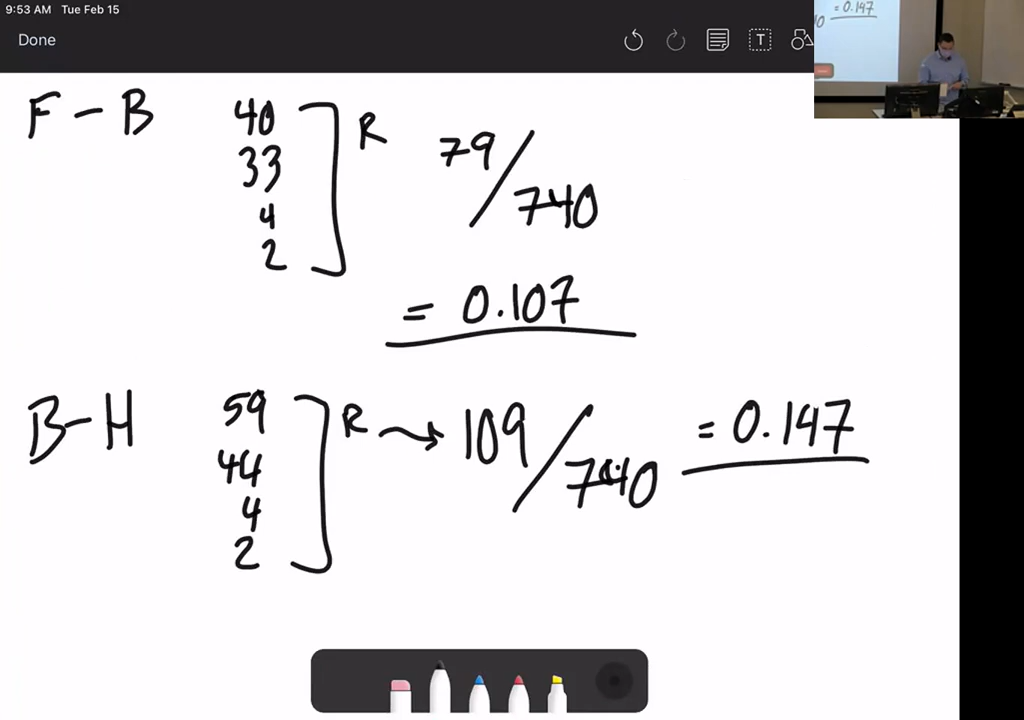 9:53 AM Tue Feb 15
Done
T
= 0.147
F - B 40 R 79/740
33
4
2
= 0.107
B-H 59 R → 109/740 = 0.147
44
4
2